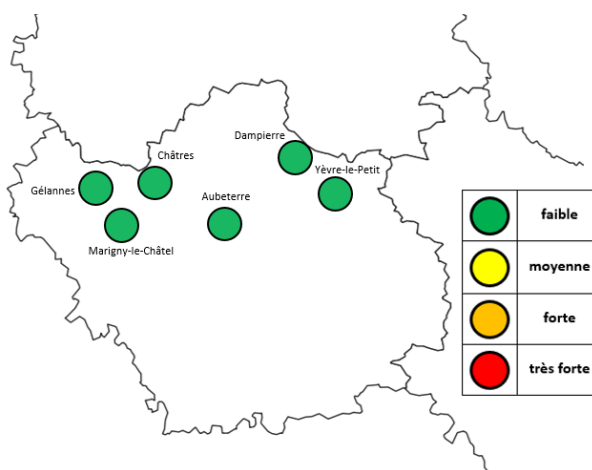 Dampierre
Châtres
Yèvre-le-Petit
Gélannes
Aubeterre
Marigny-le-Châtel
faible
moyenne
forte
très forte